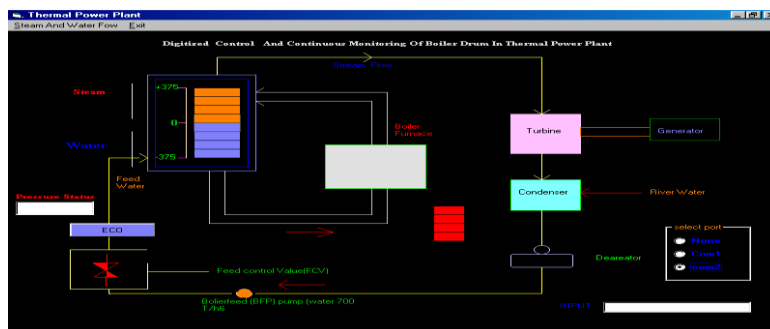 Thermal Power Plant
Steam And Water Fow Exit
Digitized Control And Continuous Monitoring Of Boiler Drum In Thermal Power Plant
Steam Flow
Steam
+375
0
-375
Water
Boiler
Furnace
Turbine
Generator
Feed
Water
Condenser
River Water
Pressure Status
select port
None
Com1
com2
ECO
Deareator
Feed control Value(FCV)
Bolierfeed (BFP) pump (water 700
T/h6
INPUT